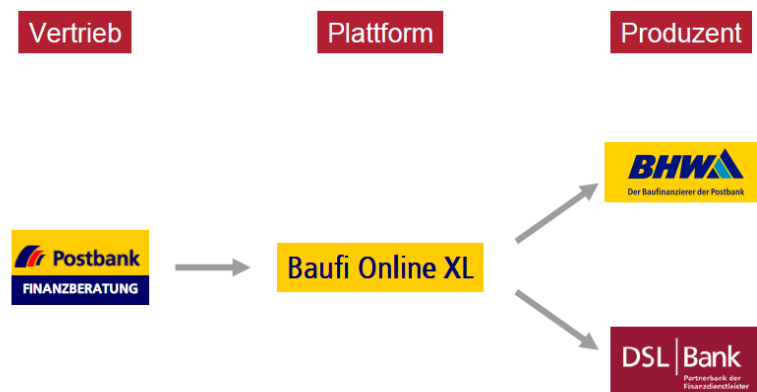 Vertrieb
Plattform
Produzent
BHW
Der Baufinanzierer der Postbank
Postbank
FINANZBERATUNG
Baufi Online XL
DSL Bank
Partnerbank der
Finanzdienstleister